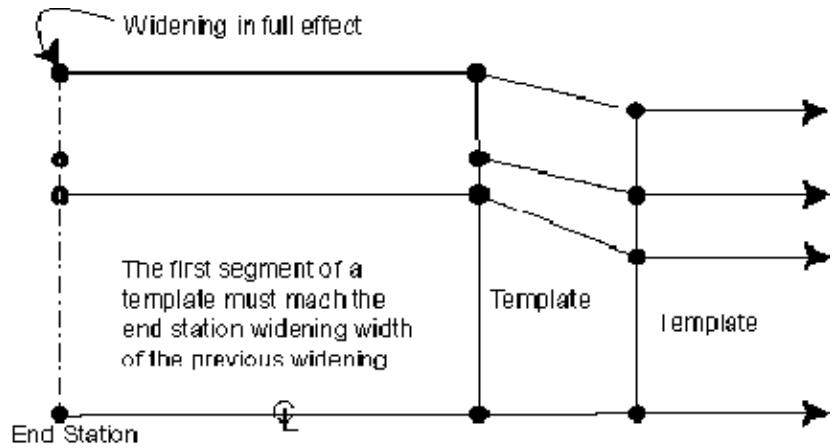 Widening in full effect
The first segment of a
template must mach the
end station widening width
of the previous widening
Template
Template
℄
End Station